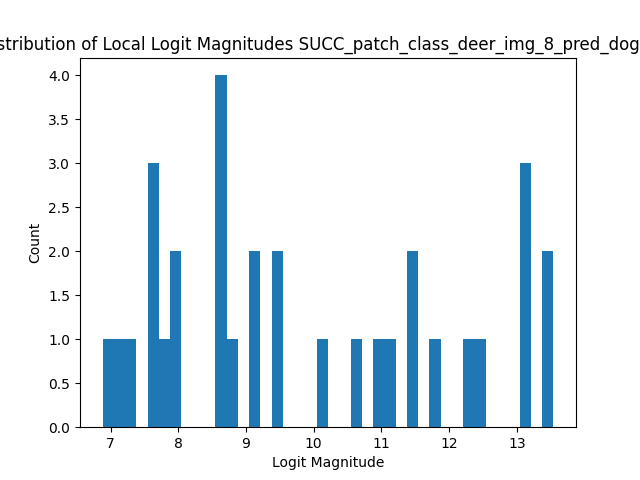 stribution of Local Logit Magnitudes SUCC_patch_class_deer_img_8_pred_dog
4.0
3.5
3.0
2.5
2.0
1.5
1.0
0.5
0.0
Count
7 8 9 10 11 12 13
Logit Magnitude